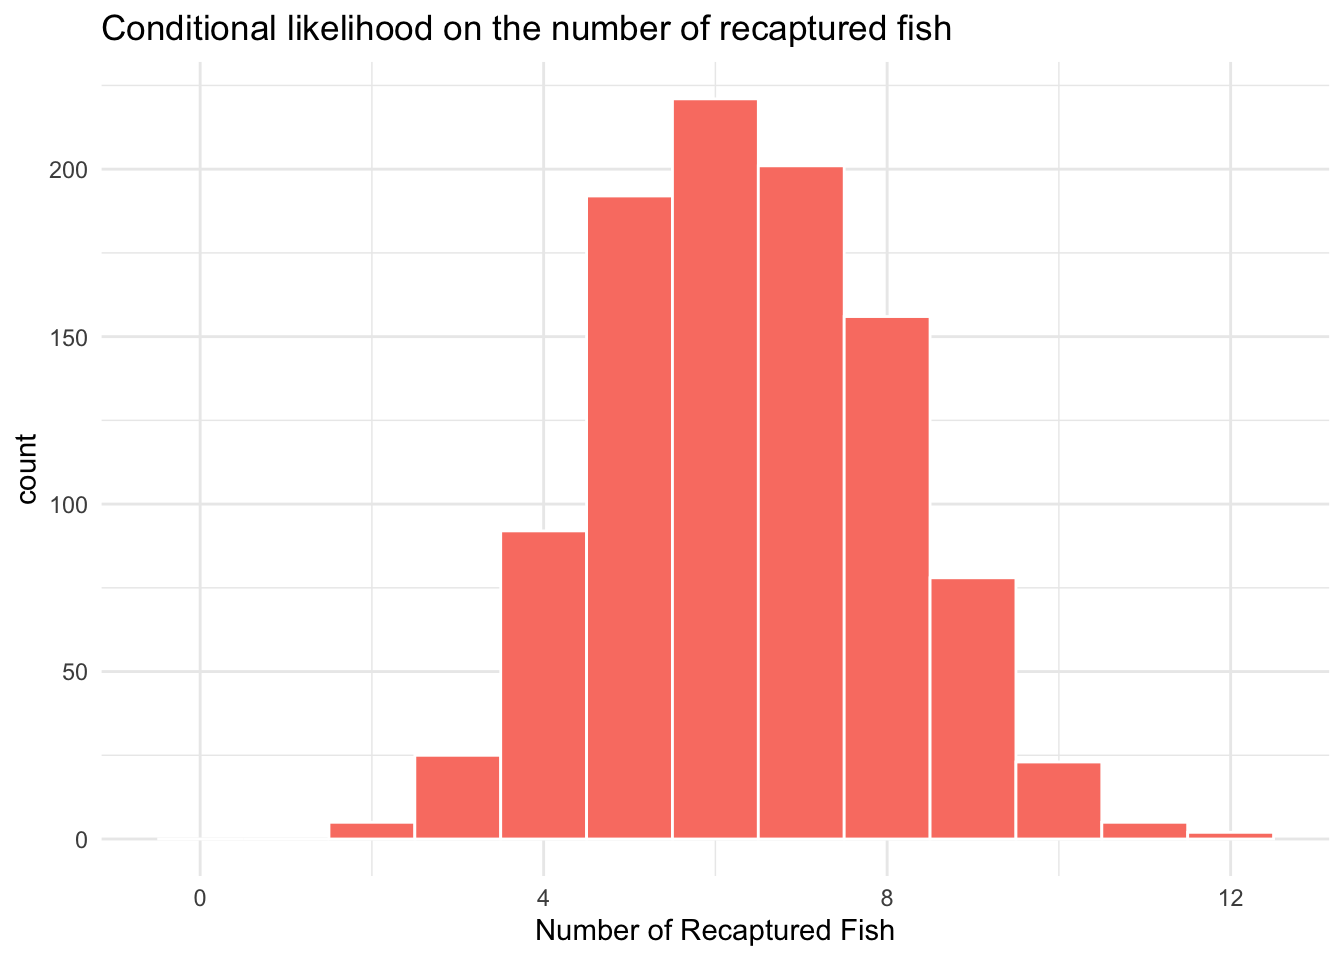 Conditional likelihood on the number of recaptured fish
200
150
100
50
0
count
0 4 8 12
Number of Recaptured Fish